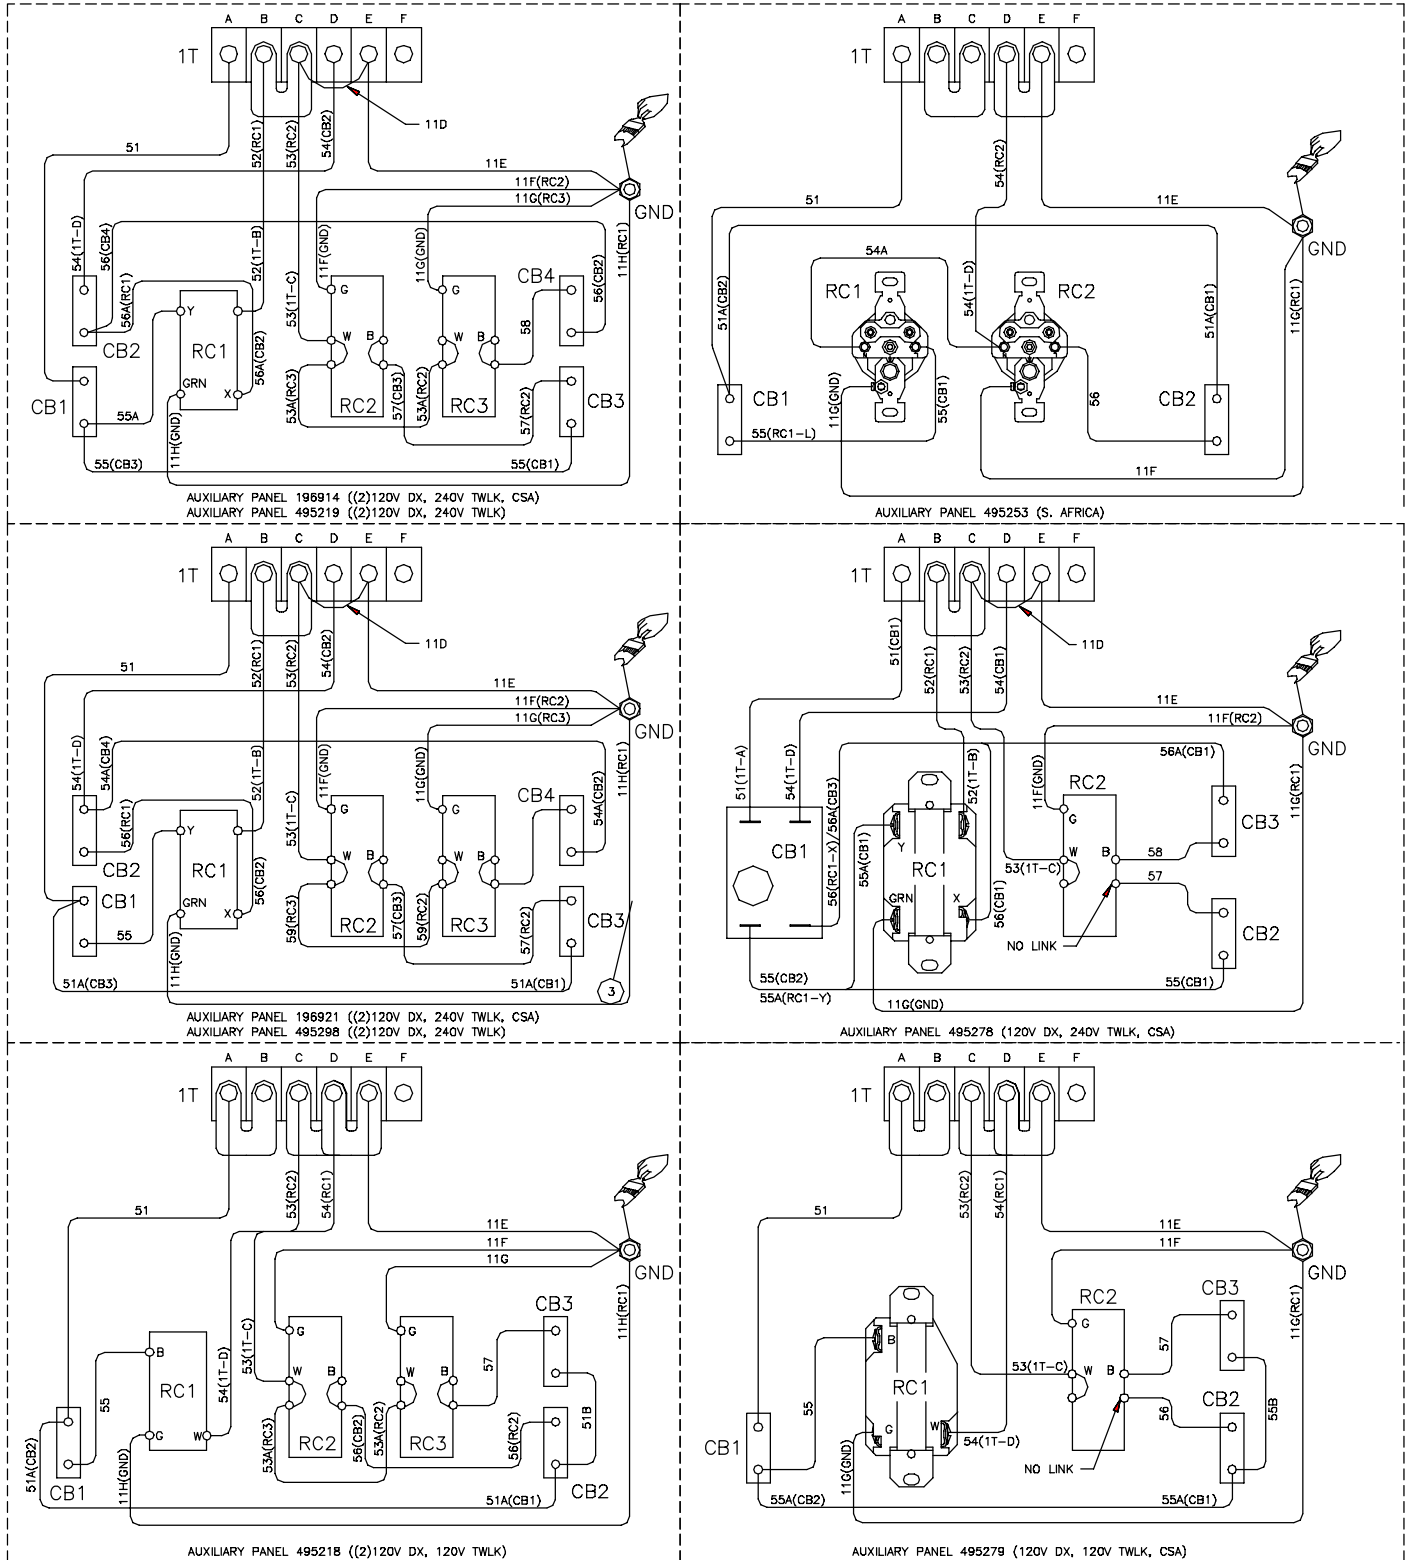 A B C D E F
1T
11D
51
52(RC1)
53(RC2)
54(CB2)
11E
11F(RC2)
11G(RC3)
GND
54(1T-D)
56(CB4)
56A(RC1)
52(1T-B)
11F(GND)
11G(GND)
11H(RC1)
CB4
56(CB2)
58
53(1T-C)
G
G
Y
RC1
CB2
56A(CB2)
W
B
W
B
GRN
X
CB1
55A
53A(RC3)
RC2
57(CB3)
53A(RC2)
RC3
57(RC2)
CB3
11H(GND)
55(CB3)
55(CB1)
AUXILIARY PANEL 196914 ((2)120V DX, 240V TWLK, CSA)
AUXILIARY PANEL 495219 ((2)120V DX, 240V TWLK)
A B C D E F
1T
54(RC2)
51
11E
GND
54A
51A(CB2)
RC1
54(1T-D)
RC2
51A(CB1)
11G(RC1)
CB1
11G(GND)
55(CB1)
56
CB2
55(RC1-L)
11F
AUXILIARY PANEL 495253 (S. AFRICA)
A B C D E F
1T
11D
51
52(RC1)
53(RC2)
54(CB2)
11E
11F(RC2)
11G(RC3)
GND
54(1T-D)
54A(CB4)
56(RC1)
52(1T-B)
11F(GND)
11G(GND)
11H(RC1)
CB4
54A(CB2)
53(1T-C)
G
G
Y
RC1
CB2
56(CB2)
W
B
W
B
GRN
X
CB1
55
59(RC3)
RC2
57(CB3)
59(RC2)
RC3
57(RC2)
CB3
11H(GND)
51A(CB3)
51A(CB1)
3
AUXILIARY PANEL 196921 ((2)120V DX, 240V TWLK, CSA)
AUXILIARY PANEL 495298 ((2)120V DX, 240V TWLK)
A B C D E F
1T
11D
51(CB1)
52(RC1)
53(RC2)
54(CB1)
11E
11F(RC2)
GND
51(1T-A)
54(1T-D)
56(RC1-X)/56A(CB3)
52(1T-B)
11F(GND)
56A(CB1)
RC2
11G(RC1)
CB1
55A(CB1)
Y
RC1
G
CB3
W
B
58
53(1T-C)
57
GRN
X
56(CB1)
NO LINK
CB2
55(CB2)
55A(RC1-Y)
55(CB1)
11G(GND)
AUXILIARY PANEL 495278 (120V DX, 240V TWLK, CSA)
A B C D E F
1T
53(RC2)
54(RC1)
51
11E
11F
11G
GND
11H(RC1)
CB3
53(1T-C)
54(1T-D)
G
G
B
57
RC1
W
B
W
B
55
51B
G
W
53A(RC3)
RC2
56(CB2)
53A(RC2)
RC3
56(RC2)
51A(CB2)
CB1
11H(GND)
51A(CB1)
CB2
AUXILIARY PANEL 495218 ((2)120V DX, 120V TWLK)
A B C D E F
1T
53(RC2)
54(RC1)
51
11E
11F
GND
CB3
RC2
11G(RC1)
G
B
57
53(1T-C)
W
B
RC1
55
56
CB2
55B
G
W
54(1T-D)
CB1
11G(GND)
NO LINK
55A(CB2)
55A(CB1)
AUXILIARY PANEL 495279 (120V DX, 120V TWLK, CSA)